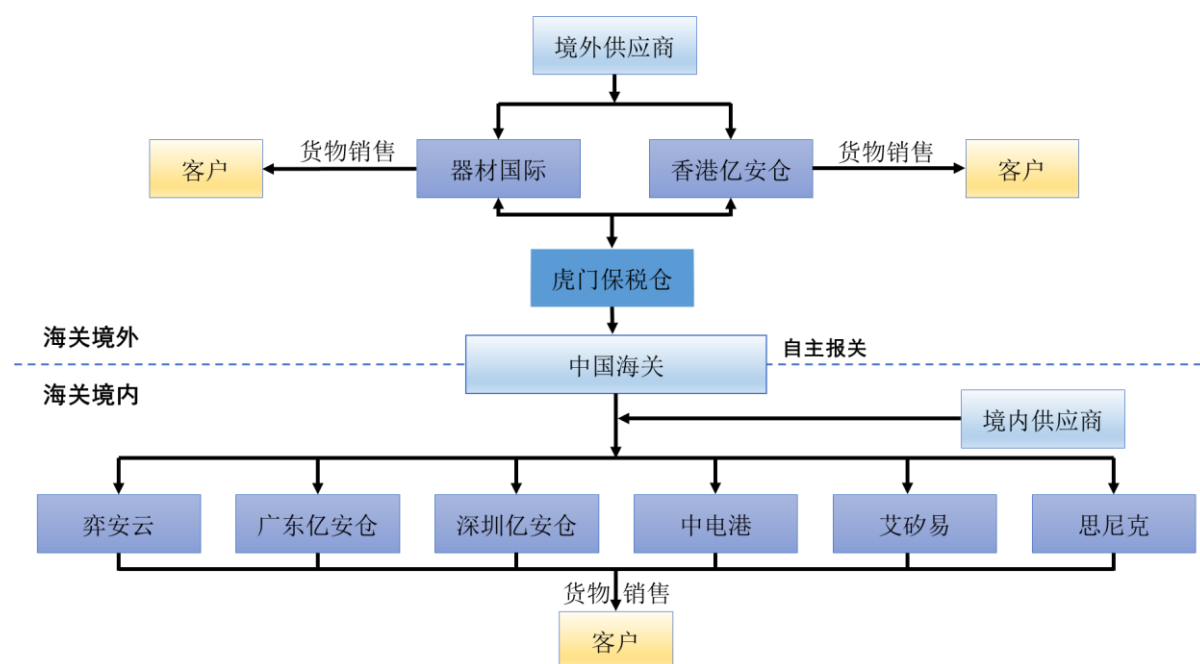 境外供应商
客户
货物销售
器材国际
香港亿安仓
货物销售
客户
虎门保税仓
海关境外
中国海关
自主报关
海关境内
境内供应商
弈安云
广东亿安仓
深圳亿安仓
中电港
艾矽易
思尼克
货物销售
客户